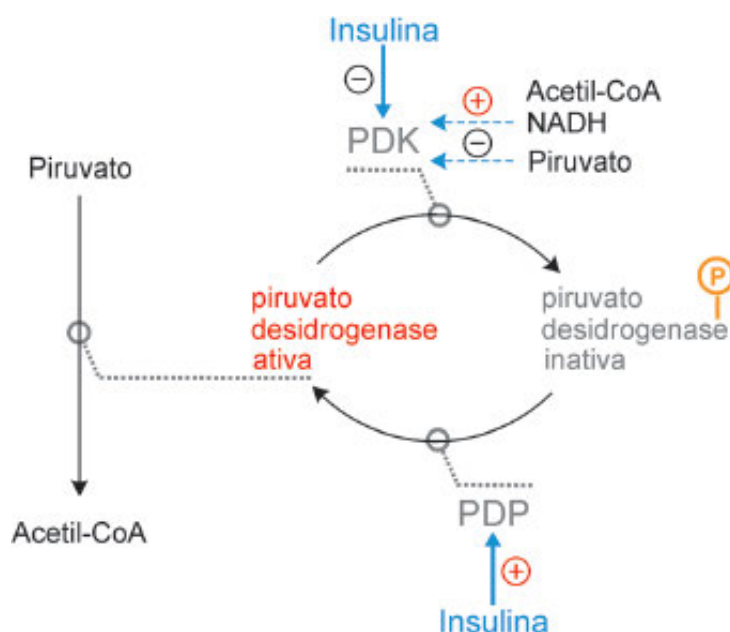 Insulina
−
+
Acetil-CoA
PDK
NADH
−
Piruvato
Piruvato
piruvato
desidrogenase
ativa
P
piruvato
desidrogenase
inativa
Acetil-CoA
PDP
+
Insulina